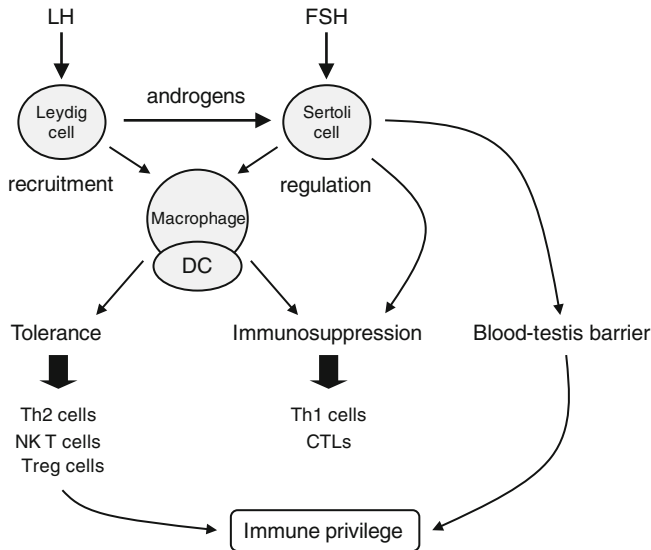 LH
FSH
Leydig
cell
androgens
Sertoli
cell
recruitment
regulation
Macrophage
DC
Tolerance
Immunosuppression
Blood-testis barrier
Th2 cells
NK T cells
Treg cells
Th1 cells
CTLs
Immune privilege